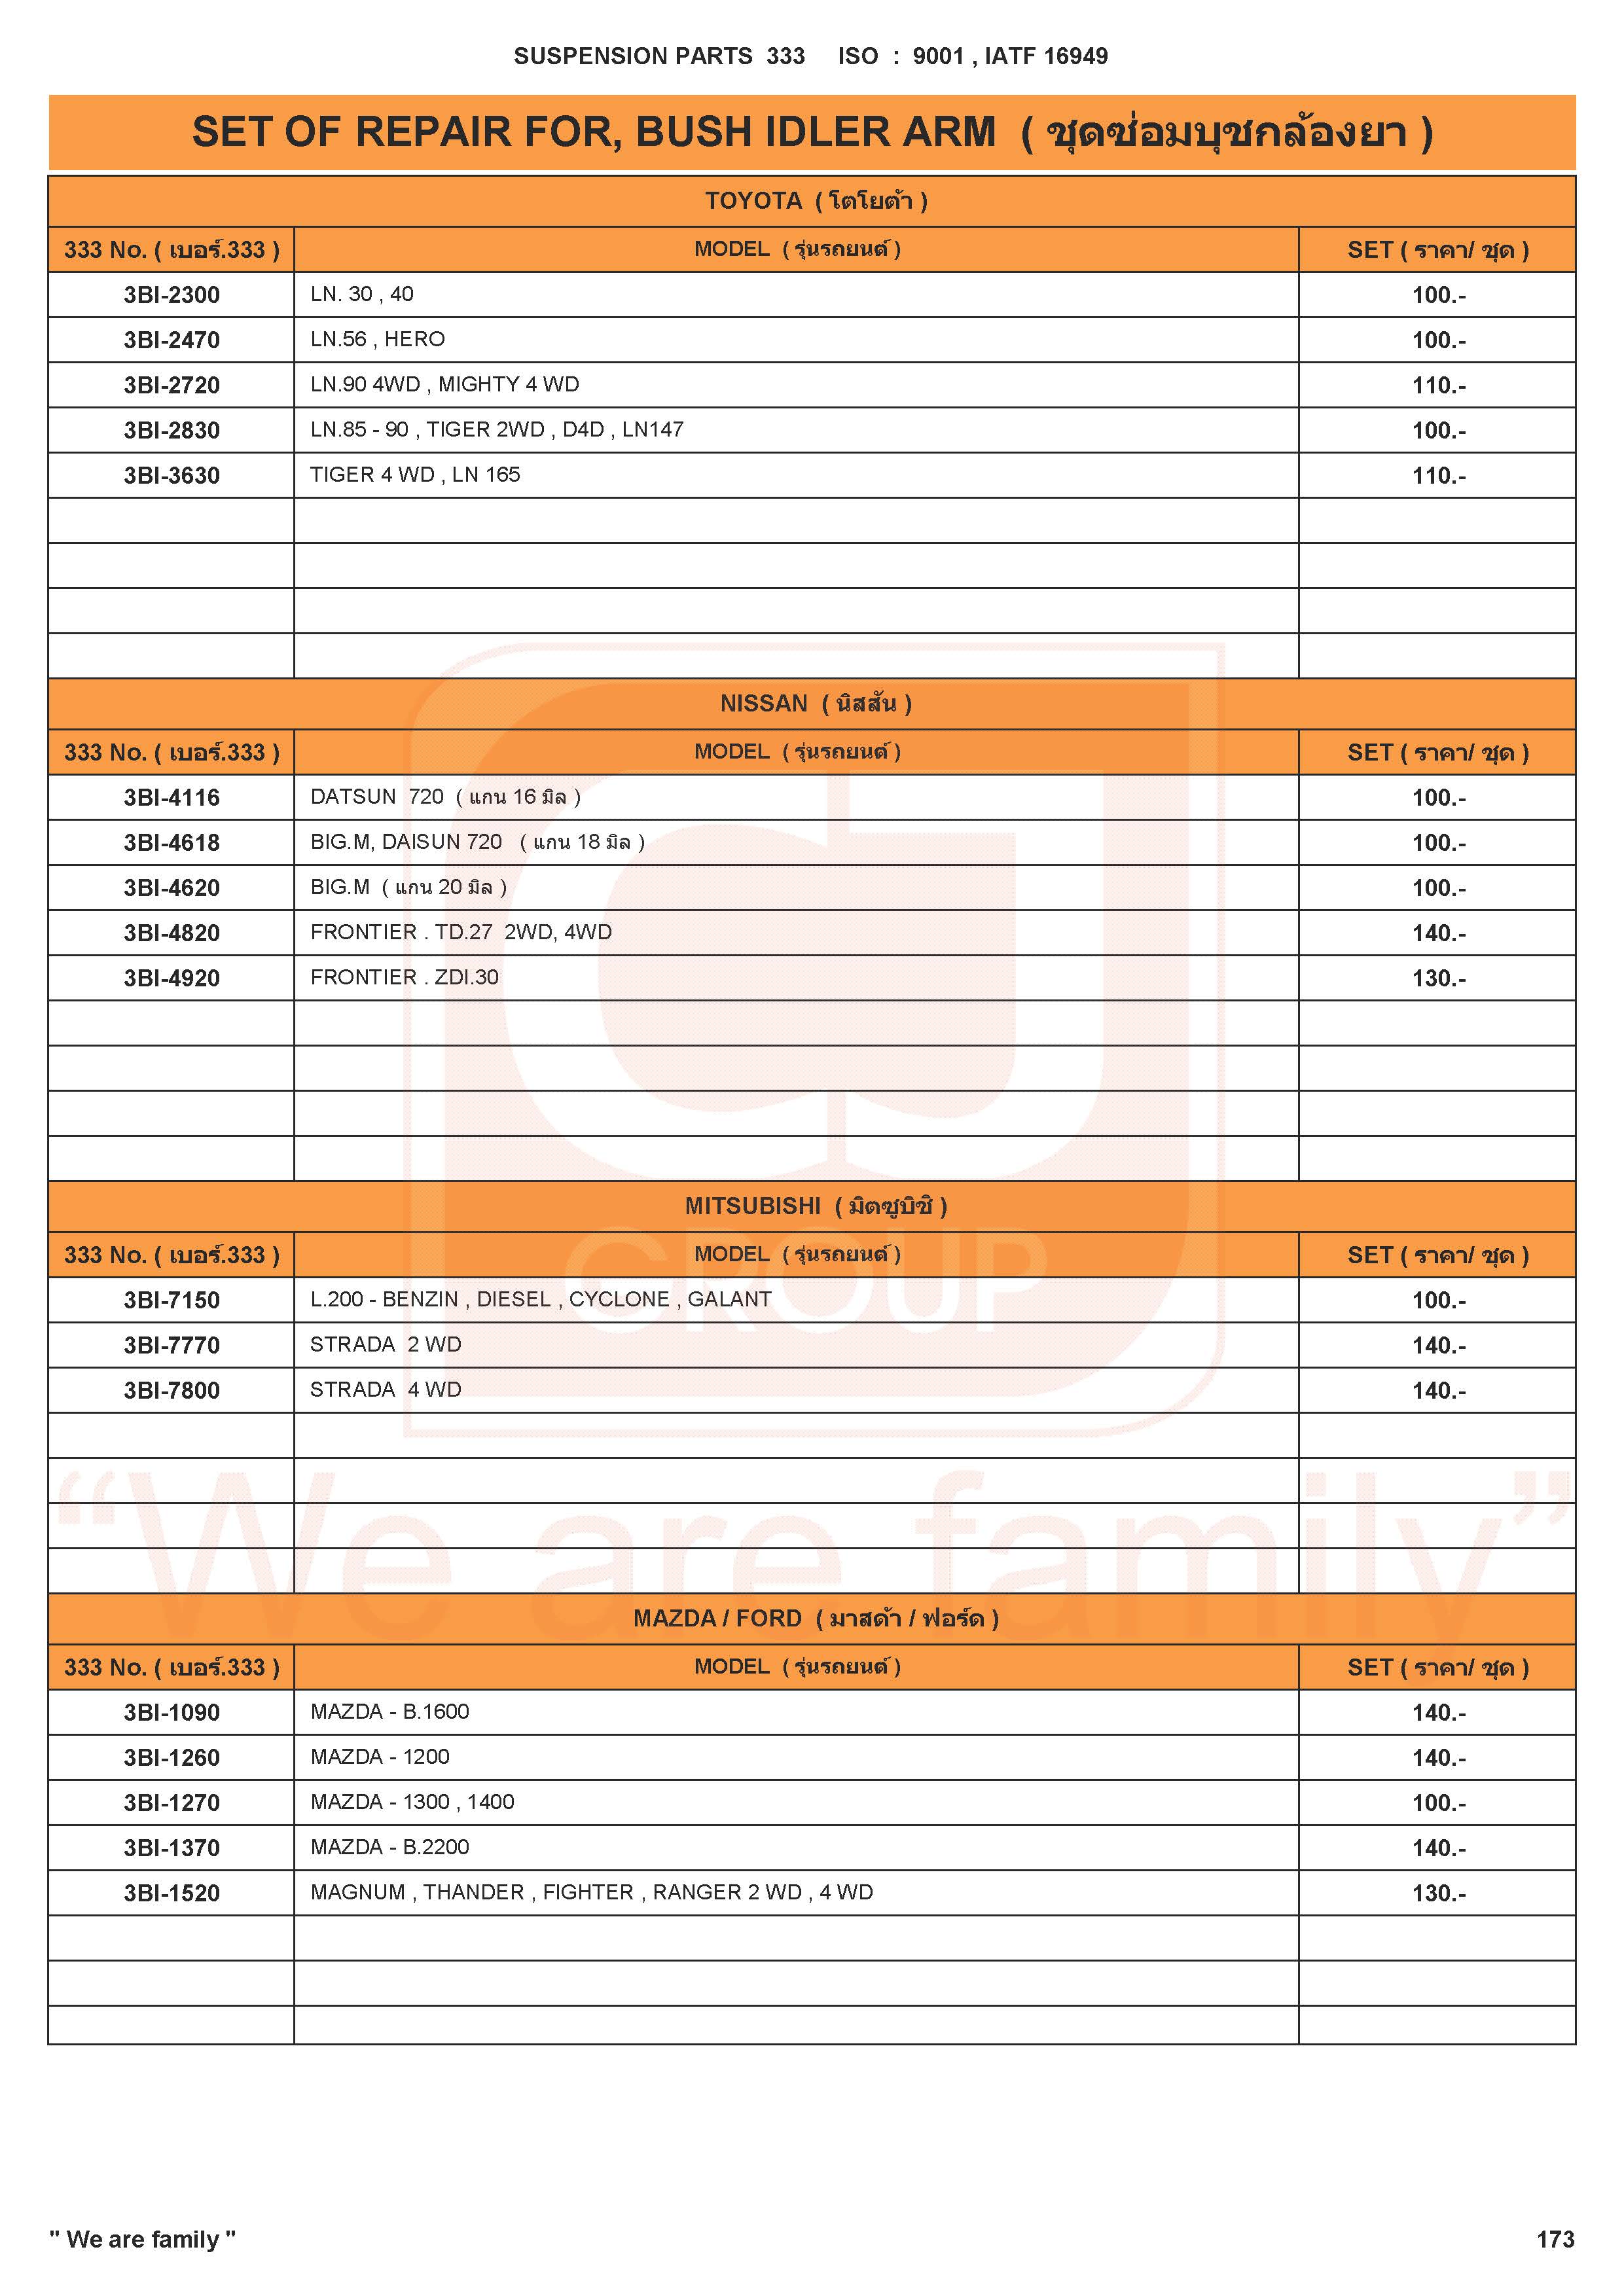 SUSPENSION PARTS 333 ISO : 9001 , IATF 16949
SET OF REPAIR FOR, BUSH IDLER ARM ( ชุดซ่อมบุชกล้องยา )
TOYOTA ( โตโยต้า )
333 No. ( เบอร์.333 ) MODEL ( รุ่นรถยนต์ ) SET ( ราคา/ ชุด )
3BI-2300 LN. 30 , 40 100.-
3BI-2470 LN.56 , HERO 100.-
3BI-2720 LN.90 4WD , MIGHTY 4 WD 110.-
3BI-2830 LN.85 - 90 , TIGER 2WD , D4D , LN147 100.-
3BI-3630 TIGER 4 WD , LN 165 110.-
NISSAN ( นิสสัน )
333 No. ( เบอร์.333 ) MODEL ( รุ่นรถยนต์ ) SET ( ราคา/ ชุด )
3BI-4116 DATSUN 720 ( แกน 16 มิล ) 100.-
3BI-4618 BIG.M, DAISUN 720 ( แกน 18 มิล ) 100.-
3BI-4620 BIG.M ( แกน 20 มิล ) 100.-
3BI-4820 FRONTIER . TD.27 2WD, 4WD 140.-
3BI-4920 FRONTIER . ZDI.30 130.-
MITSUBISHI ( มิตซูบิชิ )
333 No. ( เบอร์.333 ) MODEL ( รุ่นรถยนต์ ) SET ( ราคา/ ชุด )
GROUP
3BI-7150 L.200 - BENZIN , DIESEL , CYCLONE , GALANT 100.-
3BI-7770 STRADA 2 WD 140.-
3BI-7800 STRADA 4 WD 140.-
“We are family”
MAZDA / FORD ( มาสด้า / ฟอร์ด )
333 No. ( เบอร์.333 ) MODEL ( รุ่นรถยนต์ ) SET ( ราคา/ ชุด )
3BI-1090 MAZDA - B.1600 140.-
3BI-1260 MAZDA - 1200 140.-
3BI-1270 MAZDA - 1300 , 1400 100.-
3BI-1370 MAZDA - B.2200 140.-
3BI-1520 MAGNUM , THANDER , FIGHTER , RANGER 2 WD , 4 WD 130.-
" We are family " 173